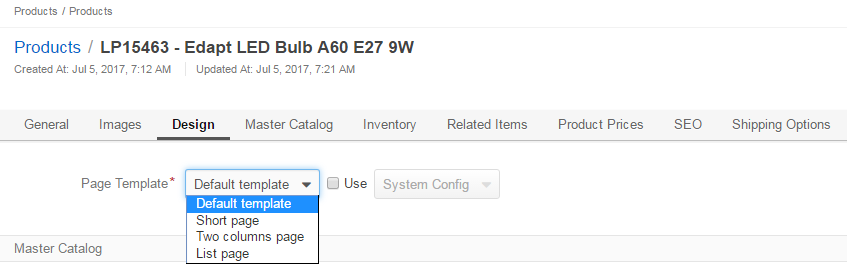 Products / Products
Products / LP15463 - Edapt LED Bulb A60 E27 9W
Created At: Jul 5, 2017, 7:12 AM Updated At: Jul 5, 2017, 7:21 AM
General Images Design Master Catalog Inventory Related Items Product Prices SEO Shipping Options
Page Template* Default template Use System Config
Default template
Short page
Two columns page
List page
Master Catalog